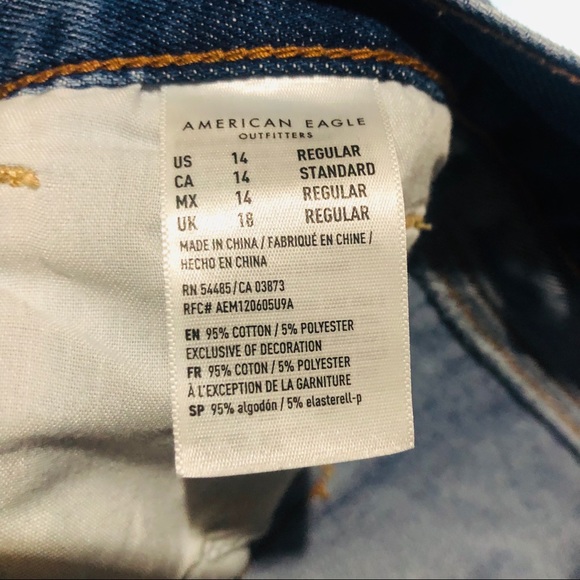 AMERICAN EAGLE
OUTFITTERS
US 14 REGULAR
CA 14 STANDARD
MX 14 REGULAR
UK 18 REGULAR
MADE IN CHINA / FABRIQUÉ EN CHINE /
HECHO EN CHINA
RN 54485/CA 03873
RFC# AEM120605U9A
EN 95% COTTON / 5% POLYESTER
EXCLUSIVE OF DECORATION
FR 95% COTON / 5% POLYESTER
À L'EXCEPTION DE LA GARNITURE
SP 95% algodón / 5% elasterell-p